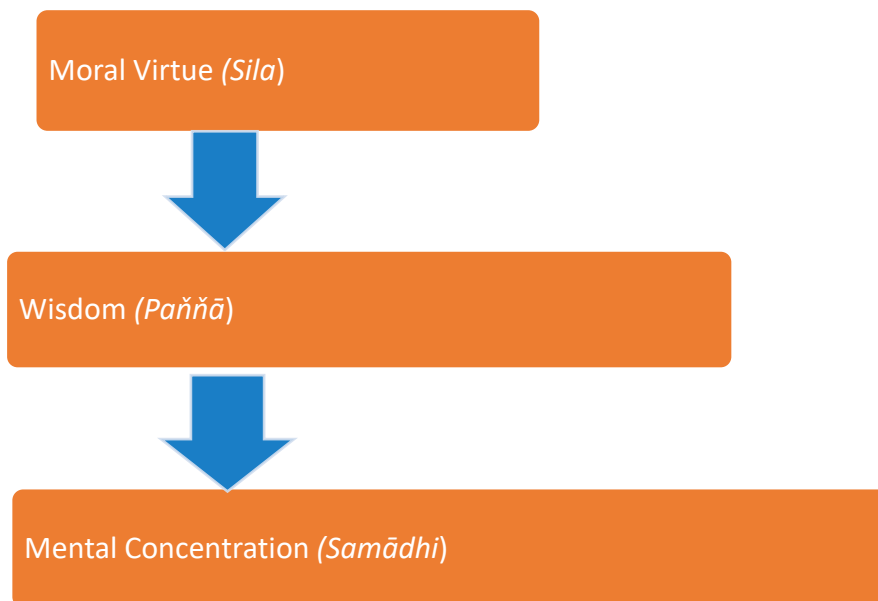 Moral Virtue (Sila)
Wisdom (Paňňā)
Mental Concentration (Samādhi)